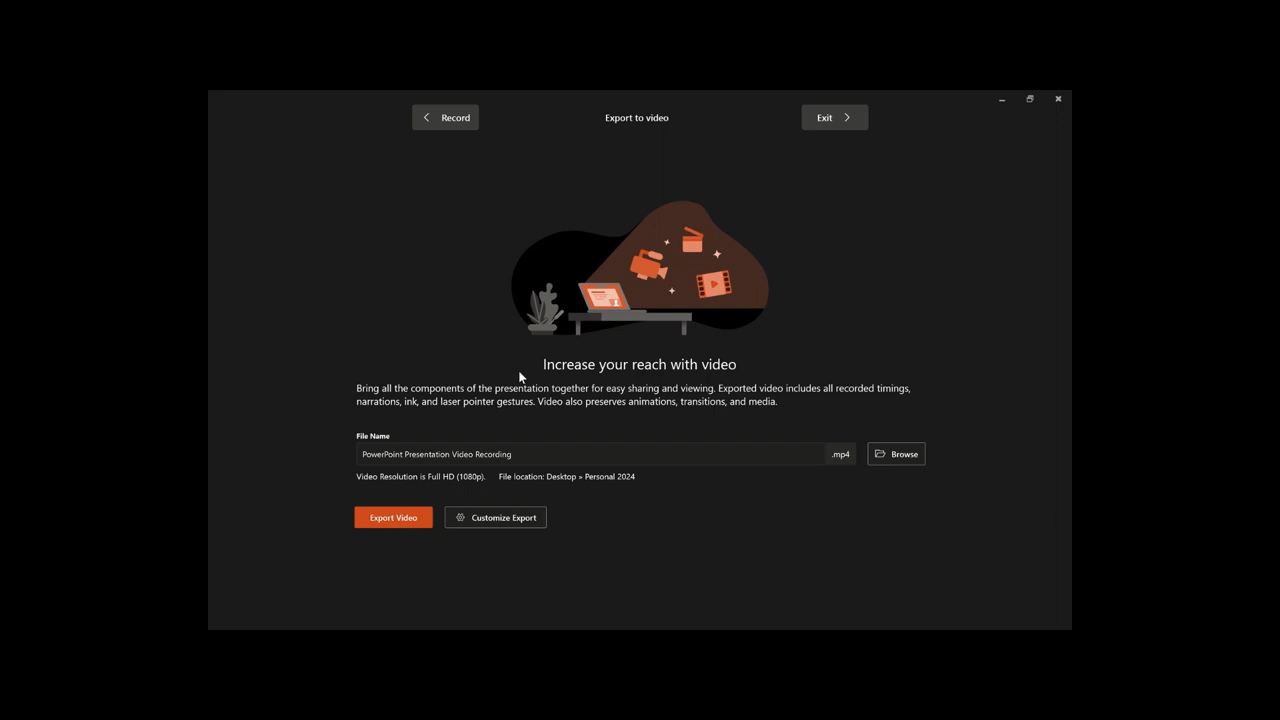 Record
Export to video
Exit
Increase your reach with video
Bring all the components of the presentation together for easy sharing and viewing. Exported video includes all recorded timings,
narrations, ink, and laser pointer gestures. Video also preserves animations, transitions, and media.
File Name
PowerPoint Presentation Video Recording
.mp4
Browse
Video Resolution is Full HD (1080p).
File location: Desktop » Personal 2024
Export Video
Customize Export